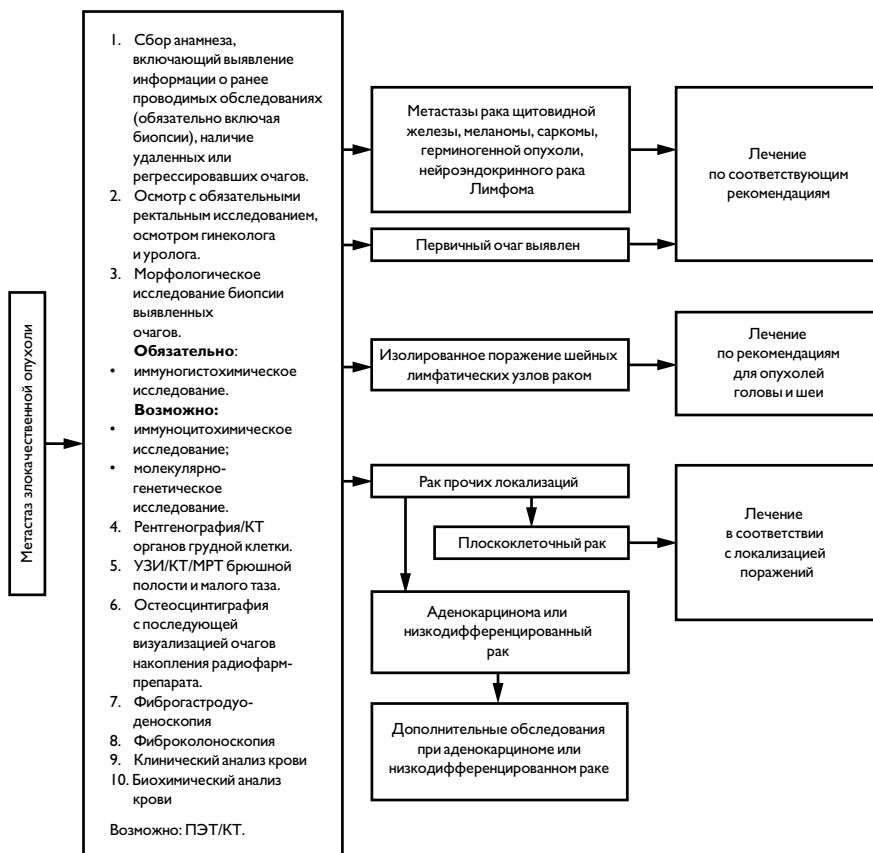 Метастаз злокачественной опухоли
1. Сбор анамнеза,
включающий выявление
информации о ранее
проводимых обследованиях
(обязательно включая
биопсии), наличие
удаленных или
регрессировавших очагов.
2. Осмотр с обязательными
ректальным исследованием,
осмотром гинеколога
и уролога.
3. Морфологическое
исследование биопсии
выявленных
очагов.
Обязательно:
• иммуногистохимическое
исследование.
Возможно:
• иммуноцитохимическое
исследование;
• молекулярно-
генетическое
исследование.
4. Рентгенография/КТ
органов грудной клетки.
5. УЗИ/КТ/МРТ брюшной
полости и малого таза.
6. Остеосцинтиграфия
с последующей
визуализацией очагов
накопления радиофарм-
препарата.
7. Фиброгастродуо-
деноскопия
8. Фиброколоноскопия
9. Клинический анализ крови
10. Биохимический анализ
крови
Возможно: ПЭТ/КТ.
Метастазы рака щитовидной
железы, меланомы, саркомы,
герминогенной опухоли,
нейроэндокринного рака
Лимфома
Первичный очаг выявлен
Лечение
по соответствующим
рекомендациям
Изолированное поражение шейных
лимфатических узлов раком
Лечение
по рекомендациям
для опухолей
головы и шеи
Рак прочих локализаций
Плоскоклеточный рак
Лечение
в соответствии
с локализацией
поражений
Аденокарцинома или
низкодифференцированный
рак
Дополнительные обследования
при аденокарциноме или
низкодифференцированном раке